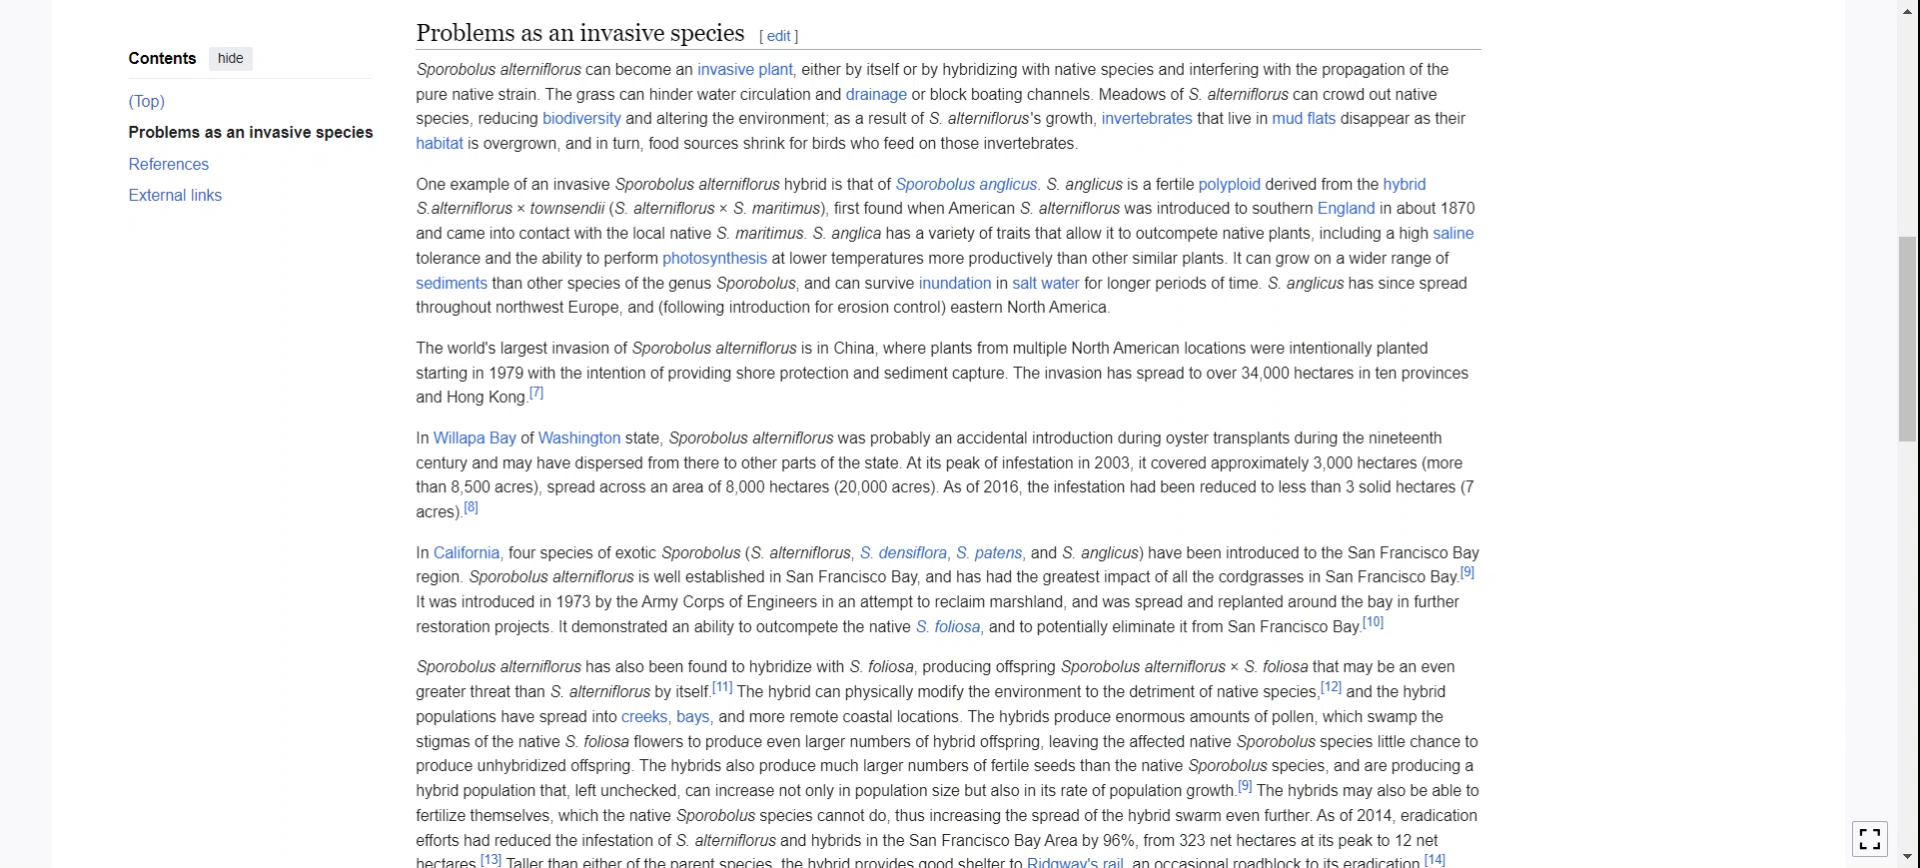 Problems as an invasive species [ edit ]
Contents hide
(Top)
Problems as an invasive species
References
External links
Sporobolus alterniflorus can become an invasive plant, either by itself or by hybridizing with native species and interfering with the propagation of the
pure native strain. The grass can hinder water circulation and drainage or block boating channels. Meadows of S. alterniflorus can crowd out native
species, reducing biodiversity and altering the environment; as a result of S. alterniflorus's growth, invertebrates that live in mud flats disappear as their
habitat is overgrown, and in turn, food sources shrink for birds who feed on those invertebrates.
One example of an invasive Sporobolus alterniflorus hybrid is that of Sporobolus anglicus. S. anglicus is a fertile polyploid derived from the hybrid
S.alterniflorus × townsendii (S. alterniflorus × S. maritimus), first found when American S. alterniflorus was introduced to southern England in about 1870
and came into contact with the local native S. maritimus. S. anglica has a variety of traits that allow it to outcompete native plants, including a high saline
tolerance and the ability to perform photosynthesis at lower temperatures more productively than other similar plants. It can grow on a wider range of
sediments than other species of the genus Sporobolus, and can survive inundation in salt water for longer periods of time. S. anglicus has since spread
throughout northwest Europe, and (following introduction for erosion control) eastern North America.
The world's largest invasion of Sporobolus alterniflorus is in China, where plants from multiple North American locations were intentionally planted
starting in 1979 with the intention of providing shore protection and sediment capture. The invasion has spread to over 34,000 hectares in ten provinces
and Hong Kong.[7]
In Willapa Bay of Washington state, Sporobolus alterniflorus was probably an accidental introduction during oyster transplants during the nineteenth
century and may have dispersed from there to other parts of the state. At its peak of infestation in 2003, it covered approximately 3,000 hectares (more
than 8,500 acres), spread across an area of 8,000 hectares (20,000 acres). As of 2016, the infestation had been reduced to less than 3 solid hectares (7
acres).[8]
In California, four species of exotic Sporobolus (S. alterniflorus, S. densiflora, S. patens, and S. anglicus) have been introduced to the San Francisco Bay
region. Sporobolus alterniflorus is well established in San Francisco Bay, and has had the greatest impact of all the cordgrasses in San Francisco Bay.[9]
It was introduced in 1973 by the Army Corps of Engineers in an attempt to reclaim marshland, and was spread and replanted around the bay in further
restoration projects. It demonstrated an ability to outcompete the native S. foliosa, and to potentially eliminate it from San Francisco Bay.[10]
Sporobolus alterniflorus has also been found to hybridize with S. foliosa, producing offspring Sporobolus alterniflorus × S. foliosa that may be an even
greater threat than S. alterniflorus by itself.[11] The hybrid can physically modify the environment to the detriment of native species,[12] and the hybrid
populations have spread into creeks, bays, and more remote coastal locations. The hybrids produce enormous amounts of pollen, which swamp the
stigmas of the native S. foliosa flowers to produce even larger numbers of hybrid offspring, leaving the affected native Sporobolus species little chance to
produce unhybridized offspring. The hybrids also produce much larger numbers of fertile seeds than the native Sporobolus species, and are producing a
hybrid population that, left unchecked, can increase not only in population size but also in its rate of population growth.[9] The hybrids may also be able to
fertilize themselves, which the native Sporobolus species cannot do, thus increasing the spread of the hybrid swarm even further. As of 2014, eradication
efforts had reduced the infestation of S. alterniflorus and hybrids in the San Francisco Bay Area by 96%, from 323 net hectares at its peak to 12 net
hectares.[13] Taller than either of the parent species, the hybrid provides good shelter to Ridgway's rail, an occasional roadblock to its eradication.[14]